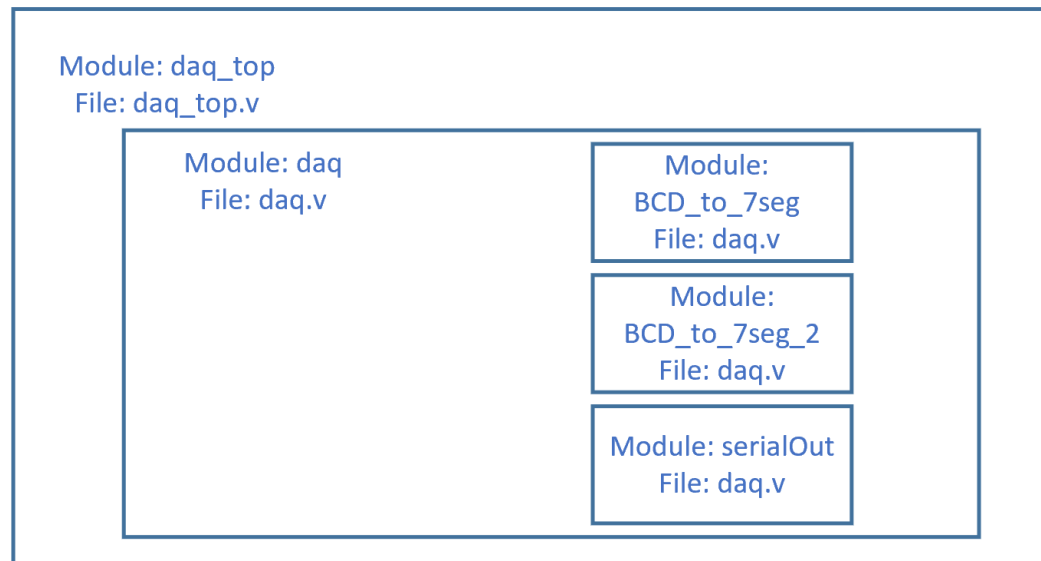 Module: daq_top
File: daq_top.v
Module: daq
File: daq.v
Module:
BCD_to_7seg
File: daq.v
Module:
BCD_to_7seg_2
File: daq.v
Module: serialOut
File: daq.v